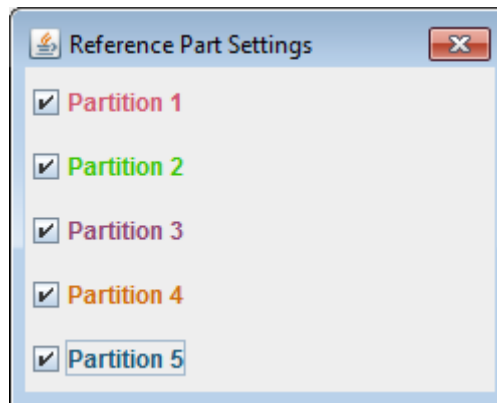 Reference Part Settings
Partition 1
Partition 2
Partition 3
Partition 4
Partition 5